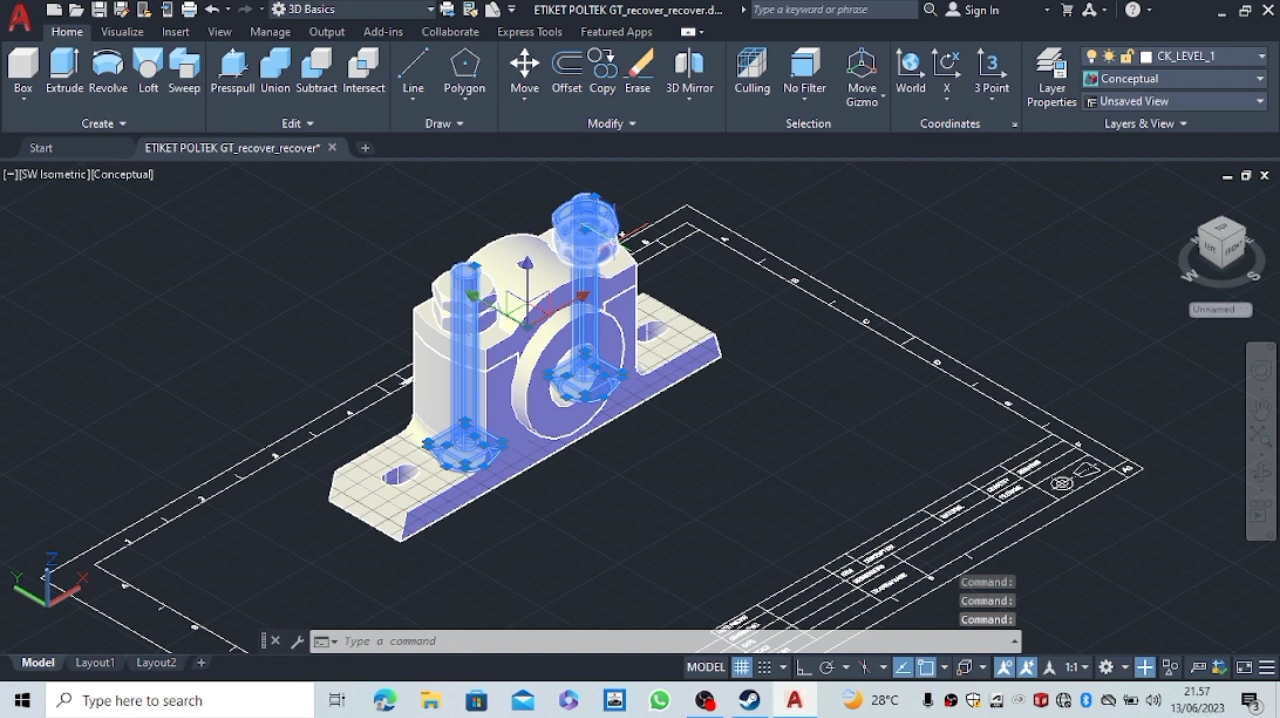 3D Basics
ETIKET POLTEK GT_recover_recover.d...
Type a keyword or phrase
Sign In
Home
Visualize
Insert
View
Manage
Output
Add-ins
Collaborate
Express Tools
Featured Apps
Box
Extrude
Revolve
Loft
Sweep
Presspull
Union
Subtract
Intersect
Line
Polygon
Move
Offset
Copy
Erase
3D Mirror
Culling
No Filter
Move
Gizmo
World
X
3 Point
Layer
Properties
CK_LEVEL_1
Conceptual
Unsaved View
Create
Edit
Draw
Modify
Selection
Coordinates
Layers & View
Start
ETIKET POLTEK GT_recover_recover*
[−][SW Isometric][Conceptual]
TOP
LEFT
FRONT
W
S
Unnamed
Z
Y
X
Command:
Command:
Command:
Type a command
Model
Layout1
Layout2
MODEL
1:1
Type here to search
28°C
21.57
13/06/2023
3